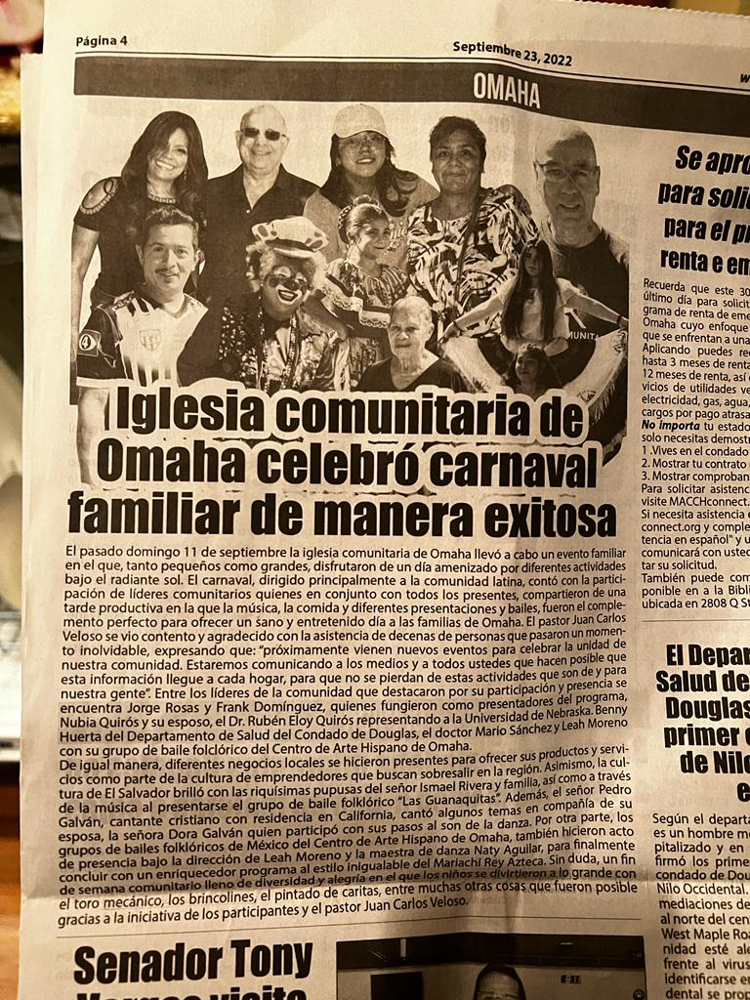 Página 4
Septiembre 23, 2022
OMAHA
4
MUNITA
Iglesia comunitaria de
Omaha celebró carnaval
familiar de manera exitosa
El pasado domingo 11 de septiembre la iglesia comunitaria de Omaha llevó a cabo un evento familiar
en el que, tanto pequeños como grandes, disfrutaron de un día amenizado por diferentes actividades
bajo el radiante sol. El carnaval, dirigido principalmente a la comunidad latina, contó con la partici-
pación de líderes comunitarios quienes en conjunto con todos los presentes, compartieron de una
tarde productiva en la que la música, la comida y diferentes presentaciones y bailes, fueron el comple-
mento perfecto para ofrecer un sano y entretenido día a las familias de Omaha. El pastor Juan Carlos
Veloso se vio contento y agradecido con la asistencia de decenas de personas que pasaron un momen-
to inolvidable, expresando que: "próximamente vienen nuevos eventos para celebrar la unidad de
nuestra comunidad. Estaremos comunicando a los medios y a todos ustedes que hacen posible que
esta información llegue a cada hogar, para que no se pierdan de estas actividades que son de y para
nuestra gente". Entre los líderes de la comunidad que destacaron por su participación y presencia se
encuentra Jorge Rosas y Frank Domínguez, quienes fungieron como presentadores del programa,
Nubia Quirós y su esposo, el Dr. Rubén Eloy Quirós representando a la Universidad de Nebraska. Benny
Huerta del Departamento de Salud del Condado de Douglas, el doctor Mario Sánchez y Leah Moreno
con su grupo de baile folclórico del Centro de Arte Hispano de Omaha.
De igual manera, diferentes negocios locales se hicieron presentes para ofrecer sus productos y servi-
cios como parte de la cultura de emprendedores que buscan sobresalir en la región. Asimismo, la cul-
tura de El Salvador brilló con las riquísimas pupusas del señor Ismael Rivera y familia, así como a través
de la música al presentarse el grupo de baile folklórico "Las Guanaquitas". Además, el señor Pedro
Galván, cantante cristiano con residencia en California, cantó algunos temas en compañía de su
esposa, la señora Dora Galván quien participó con sus pasos al son de la danza. Por otra parte, los
grupos de bailes folklóricos de México del Centro de Arte Hispano de Omaha, también hicieron acto
de presencia bajo la dirección de Leah Moreno y la maestra de danza Naty Aguilar, para finalmente
concluir con un enriquecedor programa al estilo inigualable del Mariachi Rey Azteca. Sin duda, un fin
de semana comunitario lleno de diversidad y alegría en el que los niños se divirtieron a lo grande con
el toro mecánico, los brincolines, el pintado de caritas, entre muchas otras cosas que fueron posible
gracias a la iniciativa de los participantes y el pastor Juan Carlos Veloso.
Senador Tony
Vargas visito
Se apro
para solic
para el p
renta e em
Recuerda que este 30
último día para solicit
grama de renta de eme
Omaha cuyo enfoque
que se enfrentan a una
Aplicando puedes re
hasta 3 meses de renta
12 meses de renta, así
vicios de utilidades ve
electricidad, gas, agua,
cargos por pago atrasa
No importa tu estado
solo necesitas demost
1 .Vives en el condado
2. Mostrar tu contrato
3. Mostrar comproban
Para solicitar asistenc
visite MACCHconnect.
Si necesita asistencia e
connect.org y comple
tencia en español" y u
comunicará con usted
tar su solicitud.
También puede com
ponible en a la Bibli
ubicada en 2808 Q St
El Depar
Salud de
Douglas
primer c
de Nilo
e
Según el departa
es un hombre m
pitalizado y en
firmó los prime
condado de Dou
Nilo Occidental.
mediaciones de
al norte del cen
West Maple Roa
nidad esté ale
frente al virus
identificarse e
dental se prop